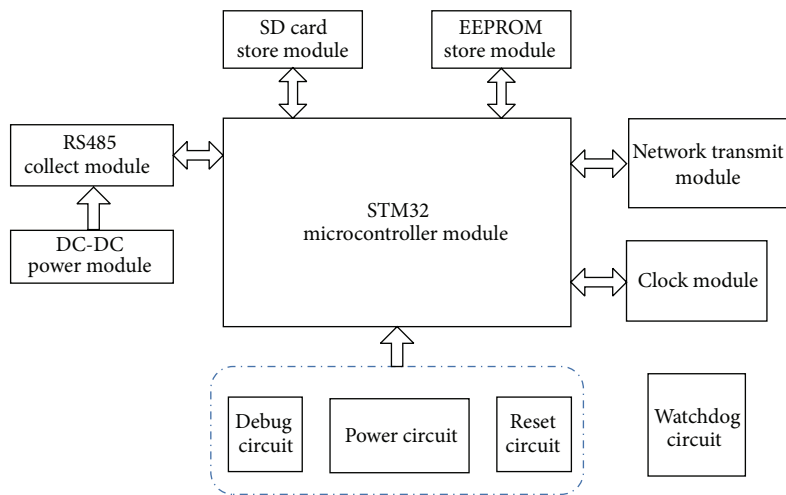 SD card
store module
EEPROM
store module
RS485
collect module
Network transmit
module
STM32
microcontroller module
DC-DC
power module
Clock module
Debug
circuit
Power circuit
Reset
circuit
Watchdog
circuit